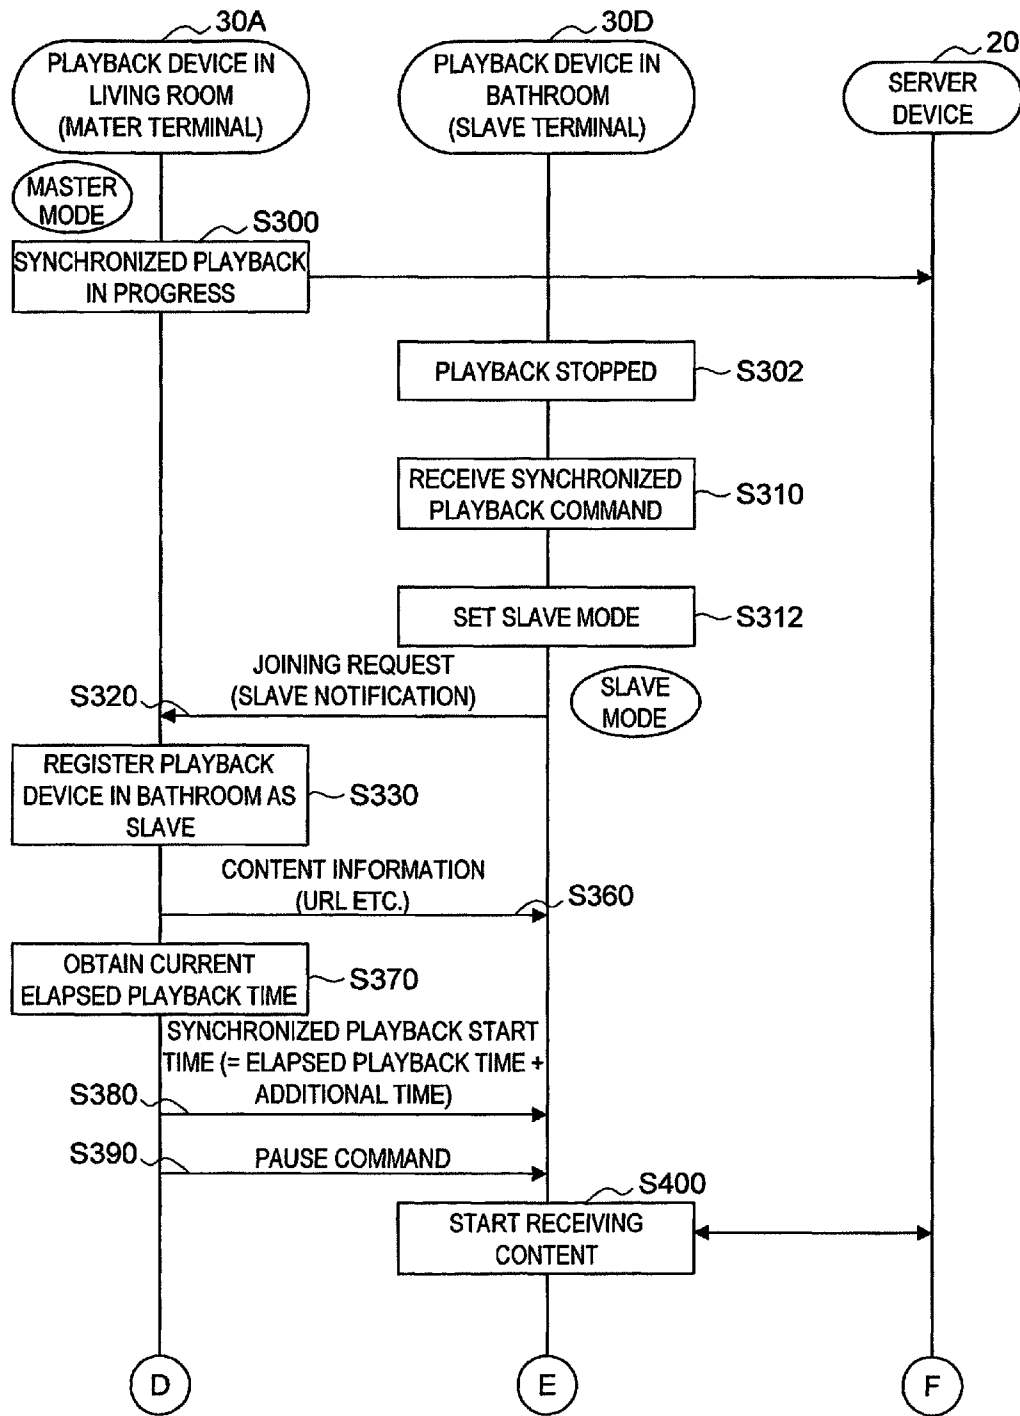 30A
30D
20
PLAYBACK DEVICE IN
LIVING ROOM
(MATER TERMINAL)
PLAYBACK DEVICE IN
BATHROOM
(SLAVE TERMINAL)
SERVER
DEVICE
MASTER
MODE
S300
SYNCHRONIZED PLAYBACK
IN PROGRESS
PLAYBACK STOPPED
S302
RECEIVE SYNCHRONIZED
PLAYBACK COMMAND
S310
SET SLAVE MODE
S312
JOINING REQUEST
(SLAVE NOTIFICATION)
S320
SLAVE
MODE
REGISTER PLAYBACK
DEVICE IN BATHROOM AS
SLAVE
S330
CONTENT INFORMATION
(URL ETC.)
S360
OBTAIN CURRENT
ELAPSED PLAYBACK TIME
S370
SYNCHRONIZED PLAYBACK START
TIME (= ELAPSED PLAYBACK TIME +
ADDITIONAL TIME)
S380
S390
PAUSE COMMAND
S400
START RECEIVING
CONTENT
D
E
F